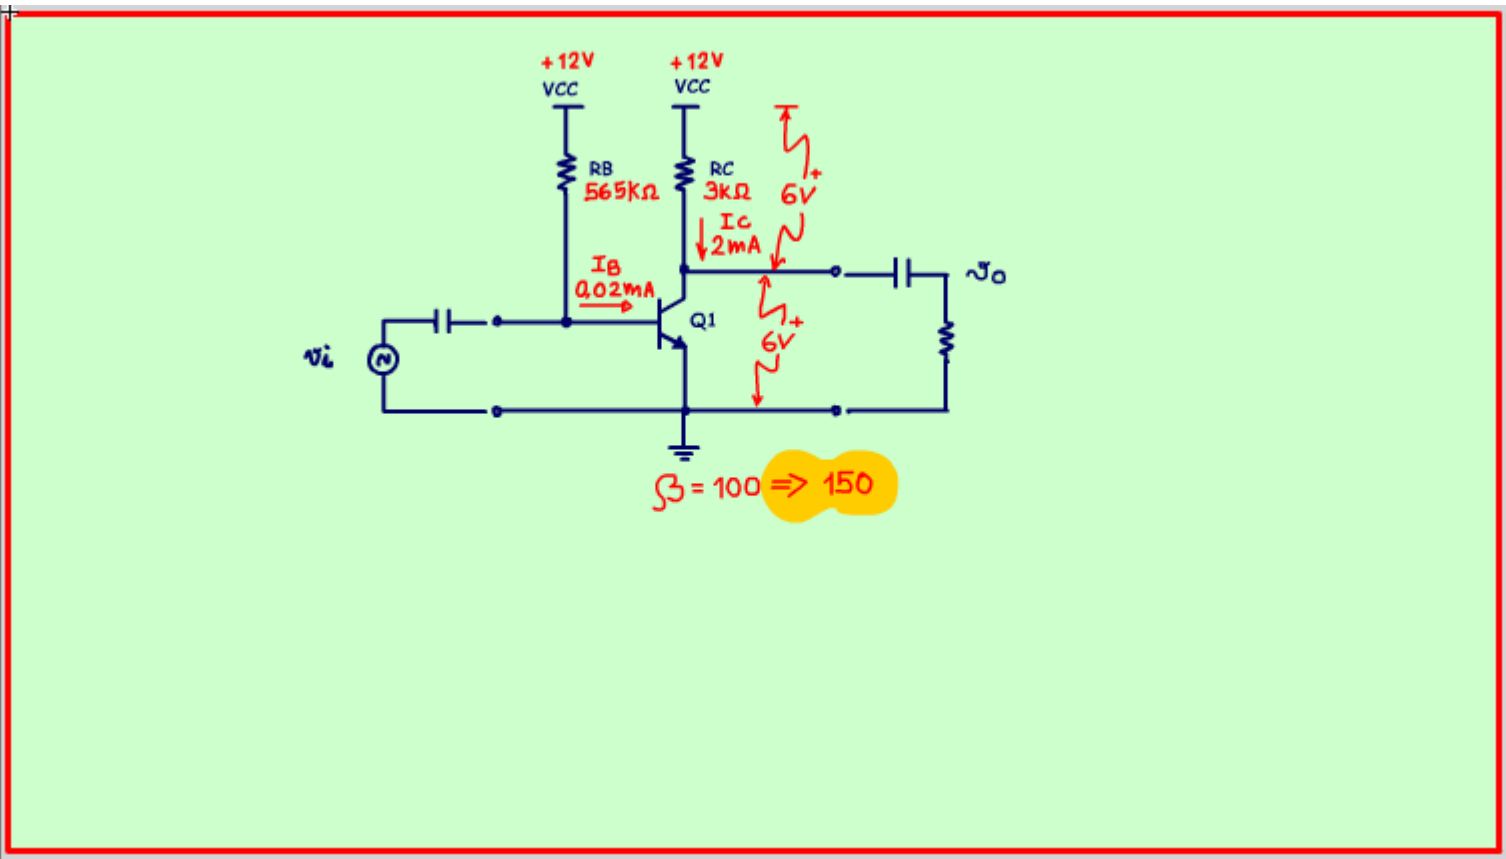 +12V +12V
VCC VCC
RB RC
565kΩ 3kΩ 6V+
IC
2mA
IB
0,02mA
vo
Q1
6V+
vi
β = 100 => 150